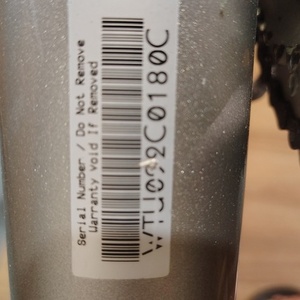 Serial Number / Do Not Remove
Warranty Void If Removed
WTU092C0180C